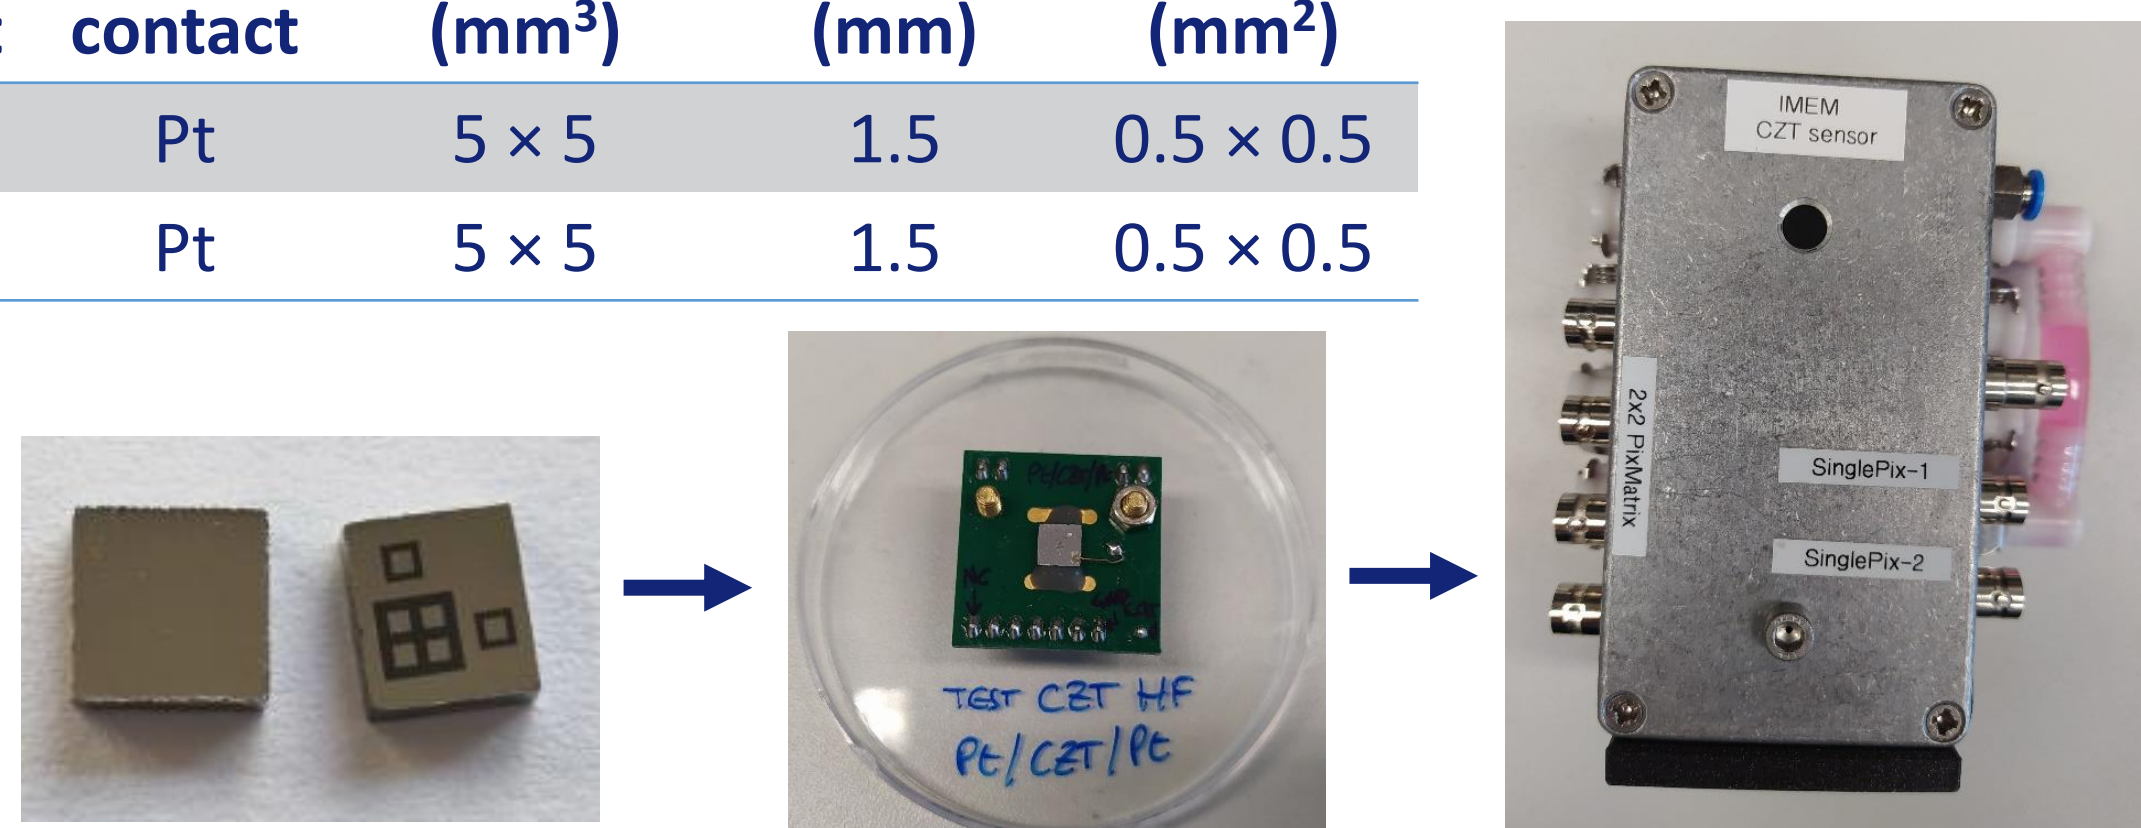 contact (mm³) (mm) (mm²)
Pt 5 × 5 1.5 0.5 × 0.5
Pt 5 × 5 1.5 0.5 × 0.5
IMEM
CZT sensor
2x2 PixMatrix
SinglePix-1
SinglePix-2
Pt/CZT/Pt
NC
TEST CZT HF
Pt/CZT/Pt